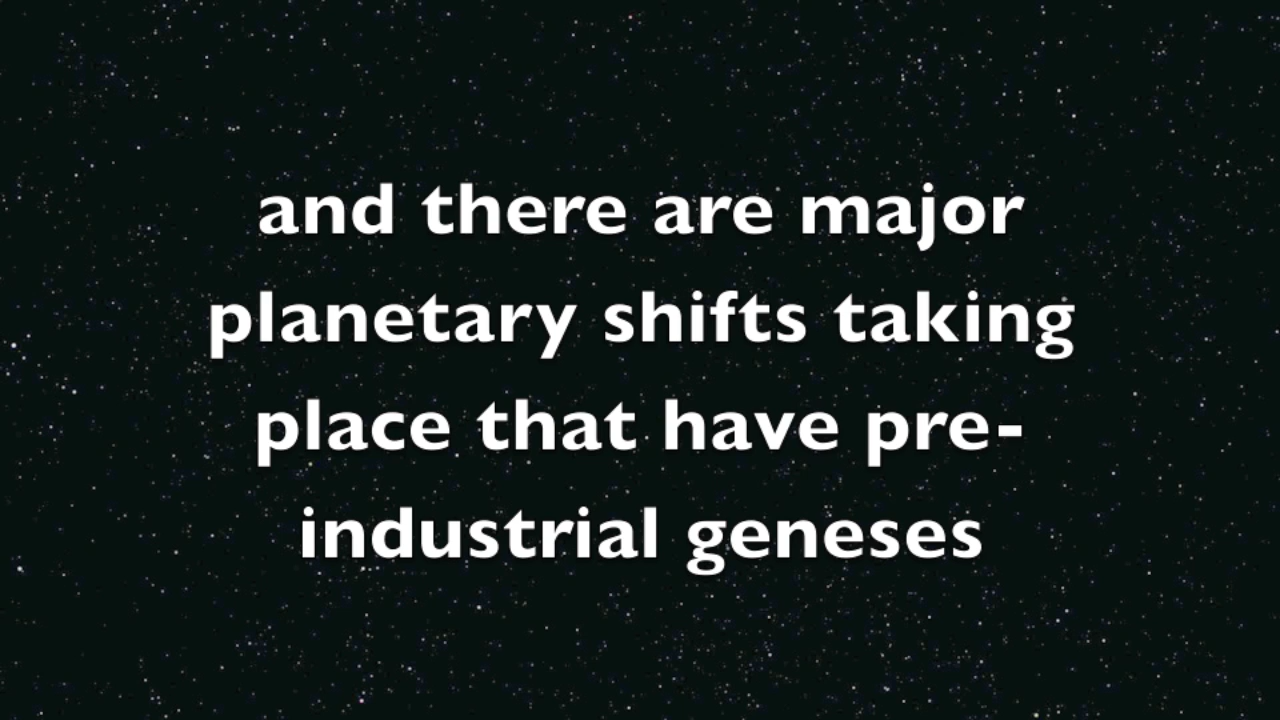 and there are major
planetary shifts taking
place that have pre-
industrial geneses